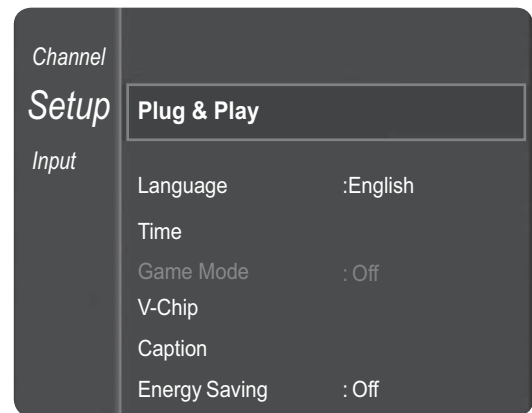 Channel
Setup
Input
Plug & Play
Language :English
Time
Game Mode : Off
V-Chip
Caption
Energy Saving : Off